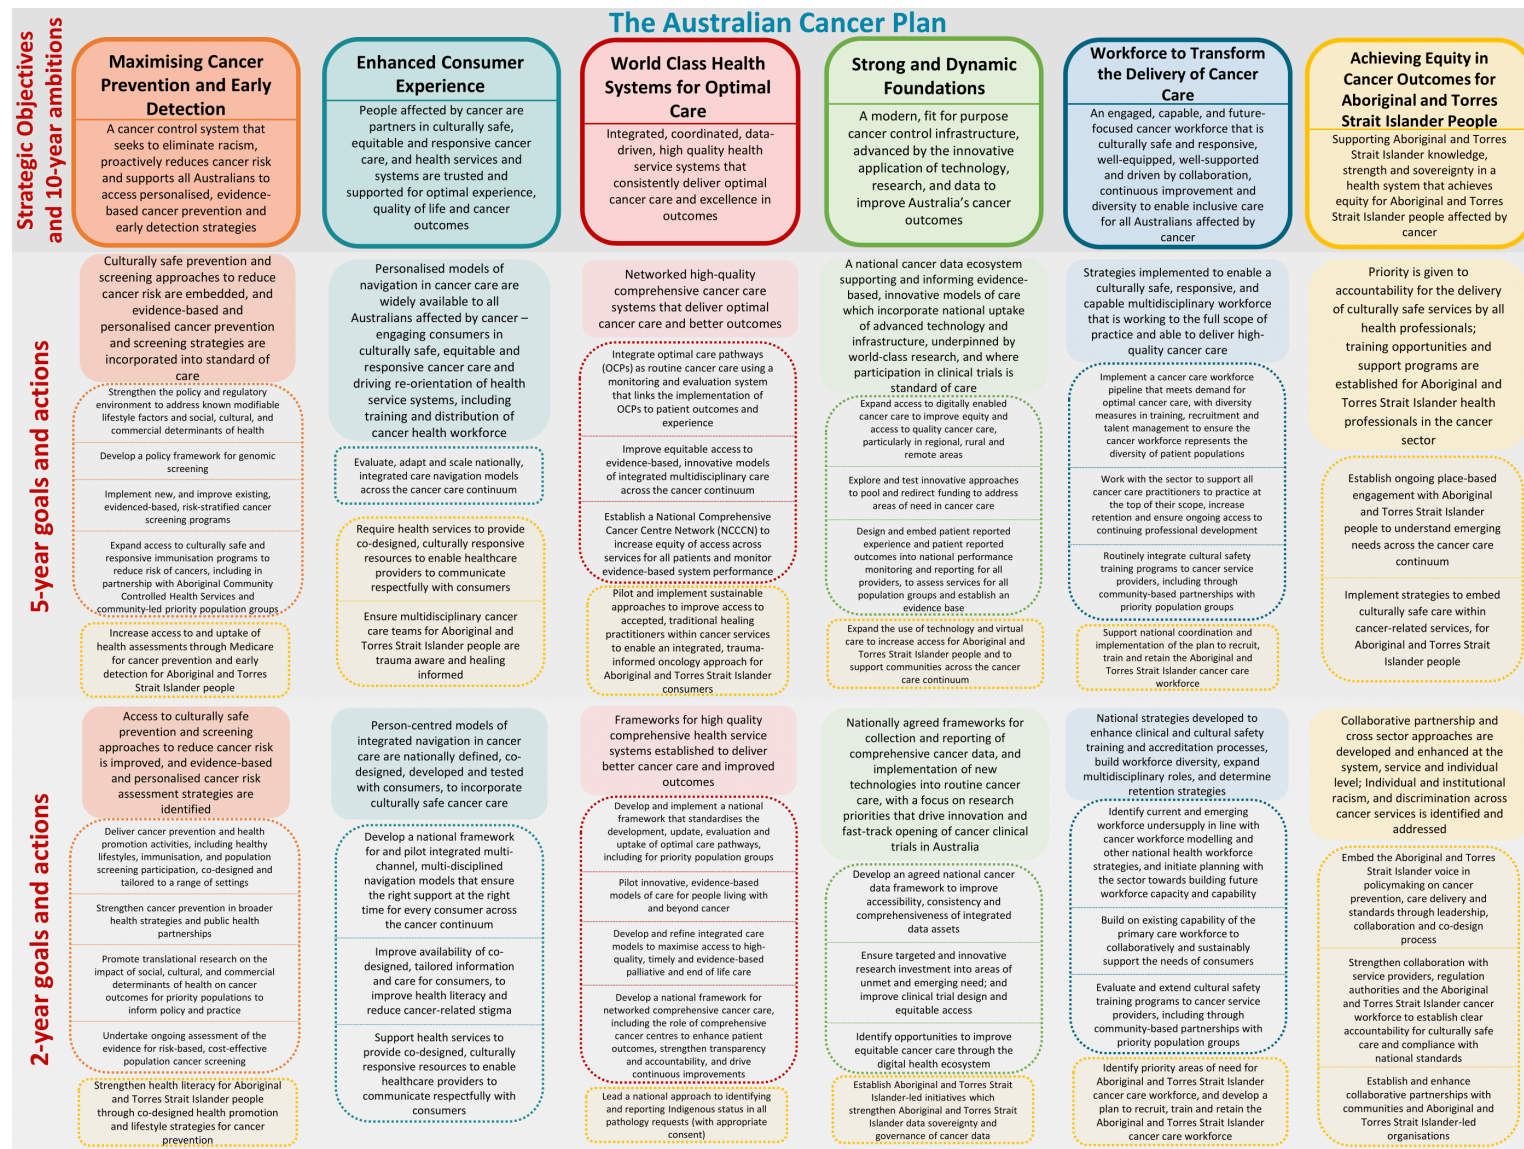 The Australian Cancer Plan
Strategic Objectives
and 10-year ambitions
Maximising Cancer
Prevention and Early
Detection
A cancer control system that
seeks to eliminate racism,
proactively reduces cancer risk
and supports all Australians to
access personalised, evidence-
based cancer prevention and
early detection strategies
Enhanced Consumer
Experience
People affected by cancer are
partners in culturally safe,
equitable and responsive cancer
care, and health services and
systems are trusted and
supported for optimal experience,
quality of life and cancer
outcomes
World Class Health
Systems for Optimal
Care
Integrated, coordinated, data-
driven, high quality health
service systems that
consistently deliver optimal
cancer care and excellence in
outcomes
Strong and Dynamic
Foundations
A modern, fit for purpose
cancer control infrastructure,
advanced by the innovative
application of technology,
research, and data to
improve Australia's cancer
outcomes
Workforce to Transform
the Delivery of Cancer
Care
An engaged, capable, and future-
focused cancer workforce that is
culturally safe and responsive,
well-equipped, well-supported
and driven by collaboration,
continuous improvement and
diversity to enable inclusive care
for all Australians affected by
cancer
Achieving Equity in
Cancer Outcomes for
Aboriginal and Torres
Strait Islander People
Supporting Aboriginal and Torres
Strait Islander knowledge,
strength and sovereignty in a
health system that achieves
equity for Aboriginal and Torres
Strait Islander people affected by
cancer
5-year goals and actions
Culturally safe prevention and
screening approaches to reduce
cancer risk are embedded, and
evidence-based and
personalised cancer prevention
and screening strategies are
incorporated into standard of
care
Strengthen the policy and regulatory
environment to address known modifiable
lifestyle factors and social, cultural, and
commercial determinants of health
Develop a policy framework for genomic
screening
Implement new, and improve existing,
evidenced-based, risk-stratified cancer
screening programs
Expand access to culturally safe and
responsive immunisation programs to
reduce risk of cancers, including in
partnership with Aboriginal Community
Controlled Health Services and
community-led priority population groups
Increase access to and uptake of
health assessments through Medicare
for cancer prevention and early
detection for Aboriginal and Torres
Strait Islander people
Personalised models of
navigation in cancer care are
widely available to all
Australians affected by cancer –
engaging consumers in
culturally safe, equitable and
responsive cancer care and
driving re-orientation of health
service systems, including
training and distribution of
cancer health workforce
Evaluate, adapt and scale nationally,
integrated care navigation models
across the cancer care continuum
Require health services to provide
co-designed, culturally responsive
resources to enable healthcare
providers to communicate
respectfully with consumers
Ensure multidisciplinary cancer
care teams for Aboriginal and
Torres Strait Islander people are
trauma aware and healing
informed
Networked high-quality
comprehensive cancer care
systems that deliver optimal
cancer care and better outcomes
Integrate optimal care pathways
(OCPs) as routine cancer care using a
monitoring and evaluation system
that links the implementation of
OCPs to patient outcomes and
experience
Improve equitable access to
evidence-based, innovative models
of integrated multidisciplinary care
across the cancer continuum
Establish a National Comprehensive
Cancer Centre Network (NCCCN) to
increase equity of access across
services for all patients and monitor
evidence-based system performance
Pilot and implement sustainable
approaches to improve access to
accepted, traditional healing
practitioners within cancer services
to enable an integrated, trauma-
informed oncology approach for
Aboriginal and Torres Strait Islander
consumers
A national cancer data ecosystem
supporting and informing evidence-
based, innovative models of care
which incorporate national uptake
of advanced technology and
infrastructure, underpinned by
world-class research, and where
participation in clinical trials is
standard of care
Expand access to digitally enabled
cancer care to improve equity and
access to quality cancer care,
particularly in regional, rural and
remote areas
Explore and test innovative approaches
to pool and redirect funding to address
areas of need in cancer care
Design and embed patient reported
experience and patient reported
outcomes into national performance
monitoring and reporting for all
providers, to assess services for all
population groups and establish an
evidence base
Expand the use of technology and virtual
care to increase access for Aboriginal and
Torres Strait Islander people and to
support communities across the cancer
care continuum
Strategies implemented to enable a
culturally safe, responsive, and
capable multidisciplinary workforce
that is working to the full scope of
practice and able to deliver high-
quality cancer care
Implement a cancer care workforce
pipeline that meets demand for
optimal cancer care, with diversity
measures in training, recruitment and
talent management to ensure the
cancer workforce represents the
diversity of patient populations
Work with the sector to support all
cancer care practitioners to practice at
the top of their scope, increase
retention and ensure ongoing access to
continuing professional development
Routinely integrate cultural safety
training programs to cancer service
providers, including through
community-based partnerships with
priority population groups
Support national coordination and
implementation of the plan to recruit,
train and retain the Aboriginal and
Torres Strait Islander cancer care
workforce
Priority is given to
accountability for the delivery
of culturally safe services by all
health professionals;
training opportunities and
support programs are
established for Aboriginal and
Torres Strait Islander health
professionals in the cancer
sector
Establish ongoing place-based
engagement with Aboriginal
and Torres Strait Islander
people to understand emerging
needs across the cancer care
continuum
Implement strategies to embed
culturally safe care within
cancer-related services, for
Aboriginal and Torres Strait
Islander people
2-year goals and actions
Access to culturally safe
prevention and screening
approaches to reduce cancer risk
is improved, and evidence-based
and personalised cancer risk
assessment strategies are
identified
Deliver cancer prevention and health
promotion activities, including healthy
lifestyles, immunisation, and population
screening participation, co-designed and
tailored to a range of settings
Strengthen cancer prevention in broader
health strategies and public health
partnerships
Promote translational research on the
impact of social, cultural, and commercial
determinants of health on cancer
outcomes for priority populations to
inform policy and practice
Undertake ongoing assessment of the
evidence for risk-based, cost-effective
population cancer screening
Strengthen health literacy for Aboriginal
and Torres Strait Islander people
through co-designed health promotion
and lifestyle strategies for cancer
prevention
Person-centred models of
integrated navigation in cancer
care are nationally defined, co-
designed, developed and tested
with consumers, to incorporate
culturally safe cancer care
Develop a national framework
for and pilot integrated multi-
channel, multi-disciplined
navigation models that ensure
the right support at the right
time for every consumer across
the cancer continuum
Improve availability of co-
designed, tailored information
and care for consumers, to
improve health literacy and
reduce cancer-related stigma
Support health services to
provide co-designed, culturally
responsive resources to enable
healthcare providers to
communicate respectfully with
consumers
Frameworks for high quality
comprehensive health service
systems established to deliver
better cancer care and improved
outcomes
Develop and implement a national
framework that standardises the
development, update, evaluation and
uptake of optimal care pathways,
including for priority population groups
Pilot innovative, evidence-based
models of care for people living with
and beyond cancer
Develop and refine integrated care
models to maximise access to high-
quality, timely and evidence-based
palliative and end of life care
Develop a national framework for
networked comprehensive cancer care,
including the role of comprehensive
cancer centres to enhance patient
outcomes, strengthen transparency
and accountability, and drive
continuous improvements
Lead a national approach to identifying
and reporting Indigenous status in all
pathology requests (with appropriate
consent)
Nationally agreed frameworks for
collection and reporting of
comprehensive cancer data, and
implementation of new
technologies into routine cancer
care, with a focus on research
priorities that drive innovation and
fast-track opening of cancer clinical
trials in Australia
Develop an agreed national cancer
data framework to improve
accessibility, consistency and
comprehensiveness of integrated
data assets
Ensure targeted and innovative
research investment into areas of
unmet and emerging need; and
improve clinical trial design and
equitable access
Identify opportunities to improve
equitable cancer care through the
digital health ecosystem
Establish Aboriginal and Torres Strait
Islander-led initiatives which
strengthen Aboriginal and Torres Strait
Islander data sovereignty and
governance of cancer data
National strategies developed to
enhance clinical and cultural safety
training and accreditation processes,
build workforce diversity, expand
multidisciplinary roles, and determine
retention strategies
Identify current and emerging
workforce undersupply in line with
cancer workforce modelling and
other national health workforce
strategies, and initiate planning with
the sector towards building future
workforce capacity and capability
Build on existing capability of the
primary care workforce to
collaboratively and sustainably
support the needs of consumers
Evaluate and extend cultural safety
training programs to cancer service
providers, including through
community-based partnerships with
priority population groups
Identify priority areas of need for
Aboriginal and Torres Strait Islander
cancer care workforce, and develop a
plan to recruit, train and retain the
Aboriginal and Torres Strait Islander
cancer care workforce
Collaborative partnership and
cross sector approaches are
developed and enhanced at the
system, service and individual
level; Individual and institutional
racism, and discrimination across
cancer services is identified and
addressed
Embed the Aboriginal and Torres
Strait Islander voice in
policymaking on cancer
prevention, care delivery and
standards through leadership,
collaboration and co-design
process
Strengthen collaboration with
service providers, regulation
authorities and the Aboriginal
and Torres Strait Islander cancer
workforce to establish clear
accountability for culturally safe
care and compliance with
national standards
Establish and enhance
collaborative partnerships with
communities and Aboriginal and
Torres Strait Islander-led
organisations